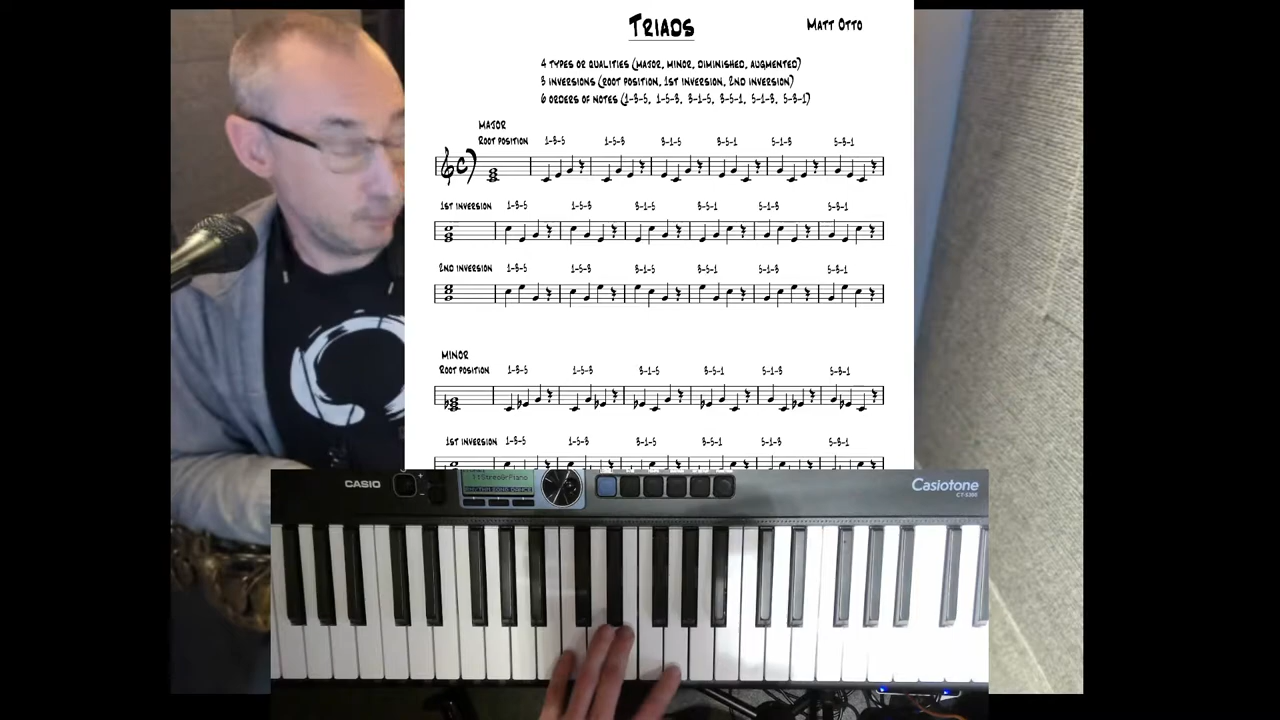 TRIADS
MATT OTTO
4 TYPES OR QUALITIES (MAJOR, MINOR, DIMINISHED, AUGMENTED)
3 INVERSIONS (ROOT POSITION, 1ST INVERSION, 2ND INVERSION)
6 ORDERS OF NOTES (1-3-5, 1-5-3, 3-1-5, 3-5-1, 5-1-3, 5-3-1)
MAJOR
ROOT POSITION 1-3-5 1-5-3 3-1-5 3-5-1 5-1-3 5-3-1
1ST INVERSION 1-3-5 1-5-3 3-1-5 3-5-1 5-1-3 5-3-1
2ND INVERSION 1-3-5 1-5-3 3-1-5 3-5-1 5-1-3 5-3-1
MINOR
ROOT POSITION 1-3-5 1-5-3 3-1-5 3-5-1 5-1-3 5-3-1
1ST INVERSION 1-3-5 1-5-3 3-1-5 3-5-1 5-1-3 5-3-1
CASIO
Casiotone